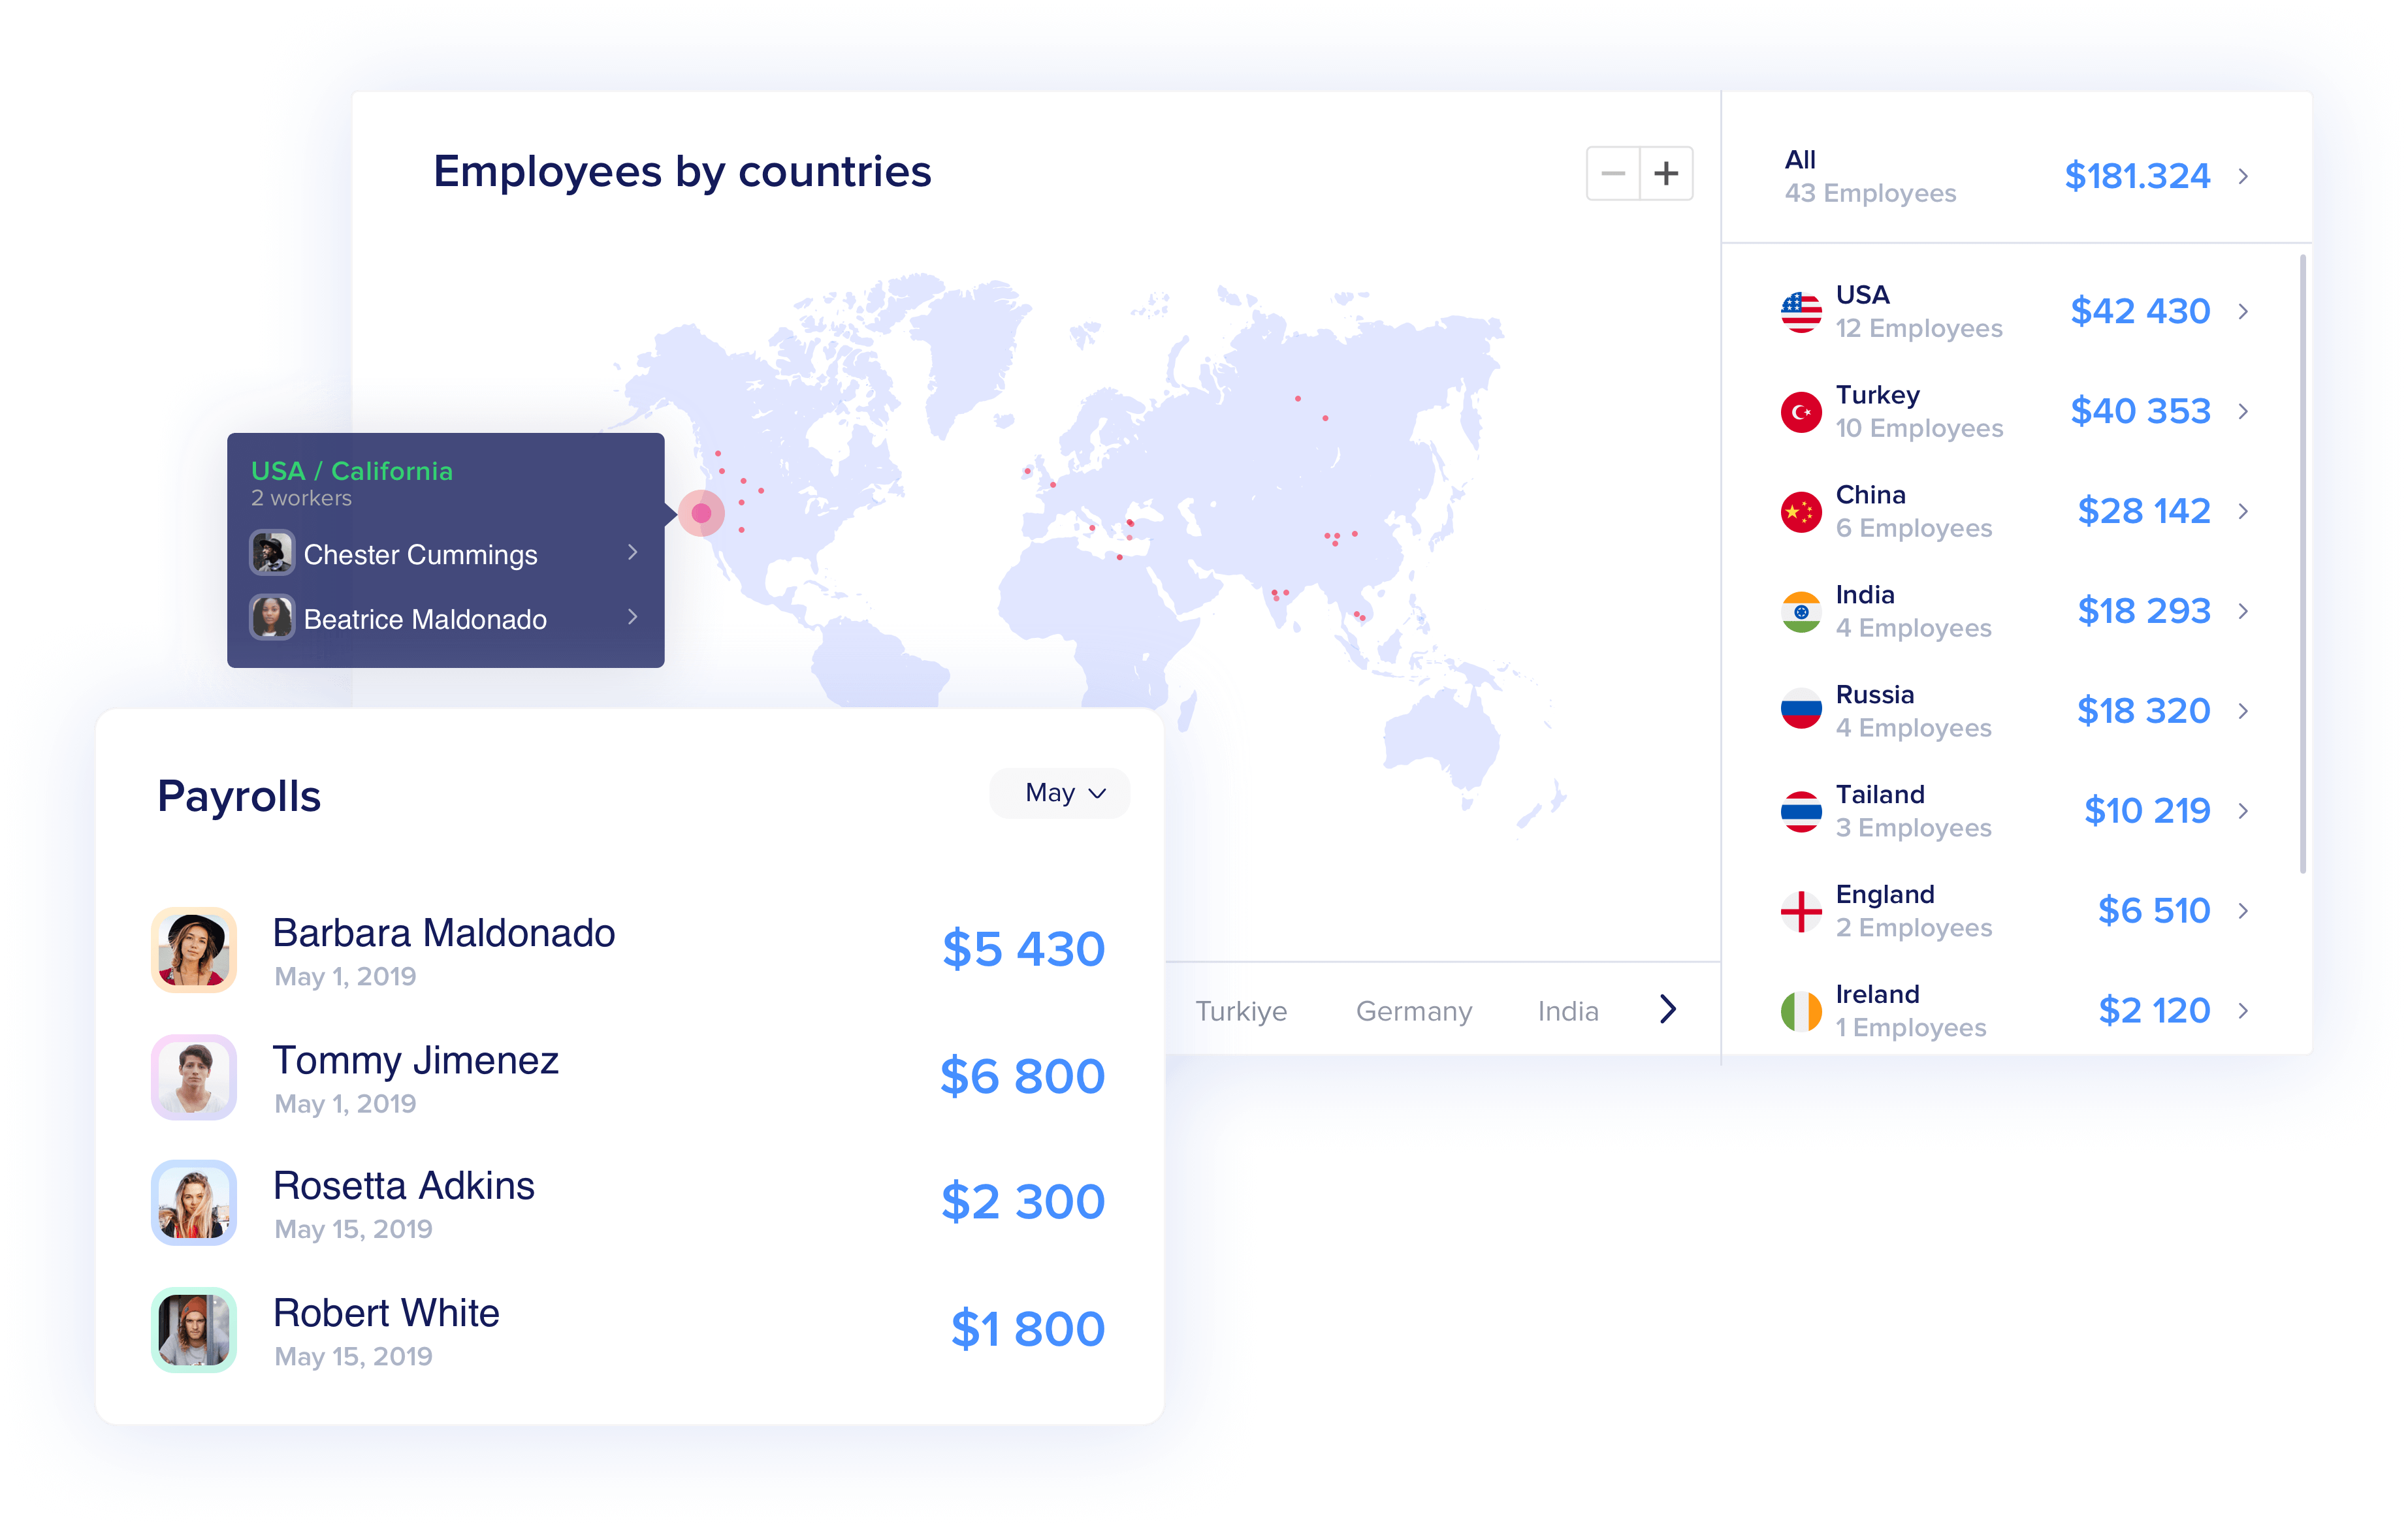 Employees by countries
All
43 Employees
$181.324
USA
12 Employees
$42 430
Turkey
10 Employees
$40 353
China
6 Employees
$28 142
India
4 Employees
$18 293
Russia
4 Employees
$18 320
Tailand
3 Employees
$10 219
England
2 Employees
$6 510
Ireland
1 Employees
$2 120
USA / California
2 workers
Chester Cummings
Beatrice Maldonado
Turkiye Germany India
Payrolls
May
Barbara Maldonado
May 1, 2019
$5 430
Tommy Jimenez
May 1, 2019
$6 800
Rosetta Adkins
May 15, 2019
$2 300
Robert White
May 15, 2019
$1 800